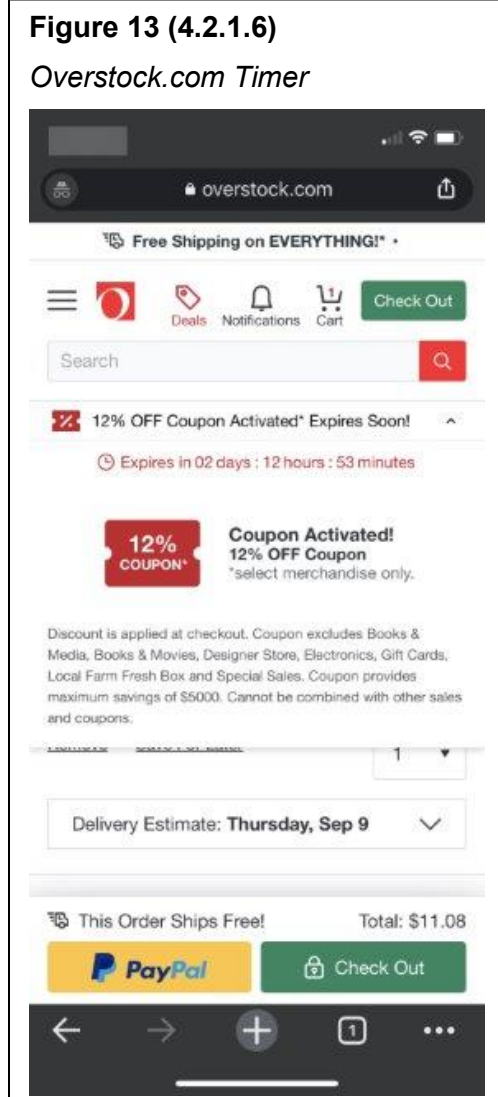 Figure 13 (4.2.1.6)
Overstock.com Timer
overstock.com
Free Shipping on EVERYTHING!* •
Deals Notifications 1 Cart Check Out
Search
12% OFF Coupon Activated* Expires Soon!
Expires in 02 days : 12 hours : 53 minutes
12%
COUPON*
Coupon Activated!
12% OFF Coupon
*select merchandise only.
Discount is applied at checkout. Coupon excludes Books &
Media, Books & Movies, Designer Store, Electronics, Gift Cards,
Local Farm Fresh Box and Special Sales. Coupon provides
maximum savings of $5000. Cannot be combined with other sales
and coupons.
1
Delivery Estimate: Thursday, Sep 9
This Order Ships Free! Total: $11.08
PayPal Check Out
1